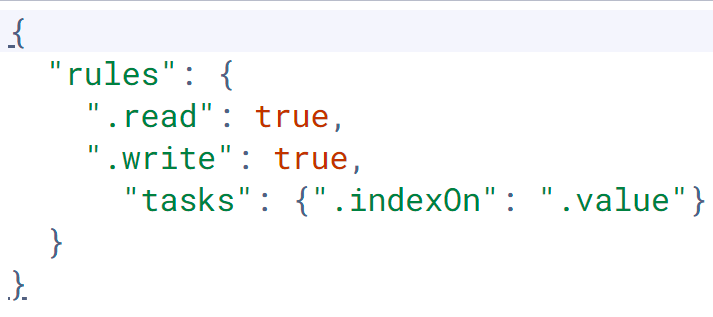 {
  "rules": {
    ".read": true,
    ".write": true,
      "tasks": {".indexOn": ".value"}
  }
}